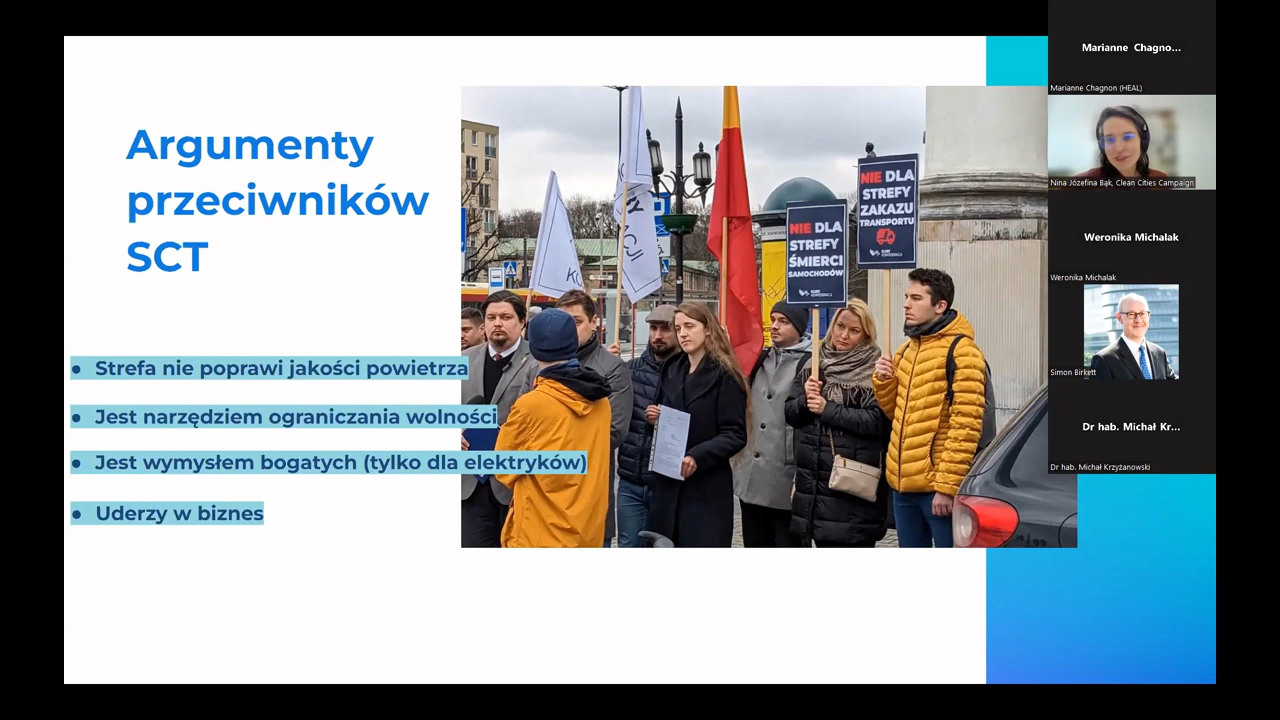 Argumenty
przeciwników
SCT
● Strefa nie poprawi jakości powietrza
● Jest narzędziem ograniczania wolności
● Jest wymysłem bogatych (tylko dla elektryków)
● Uderzy w biznes
NIE DLA
STREFY
ŚMIERCI
SAMOCHODÓW
NIE DLA
STREFY
ZAKAZU
TRANSPORTU
Marianne Chagno...
Marianne Chagnon (HEAL)
Nina Józefina Bąk, Clean Cities Campaign
Weronika Michalak
Weronika Michalak
Simon Birkett
Dr hab. Michał Kr...
Dr hab. Michał Krzyżanowski